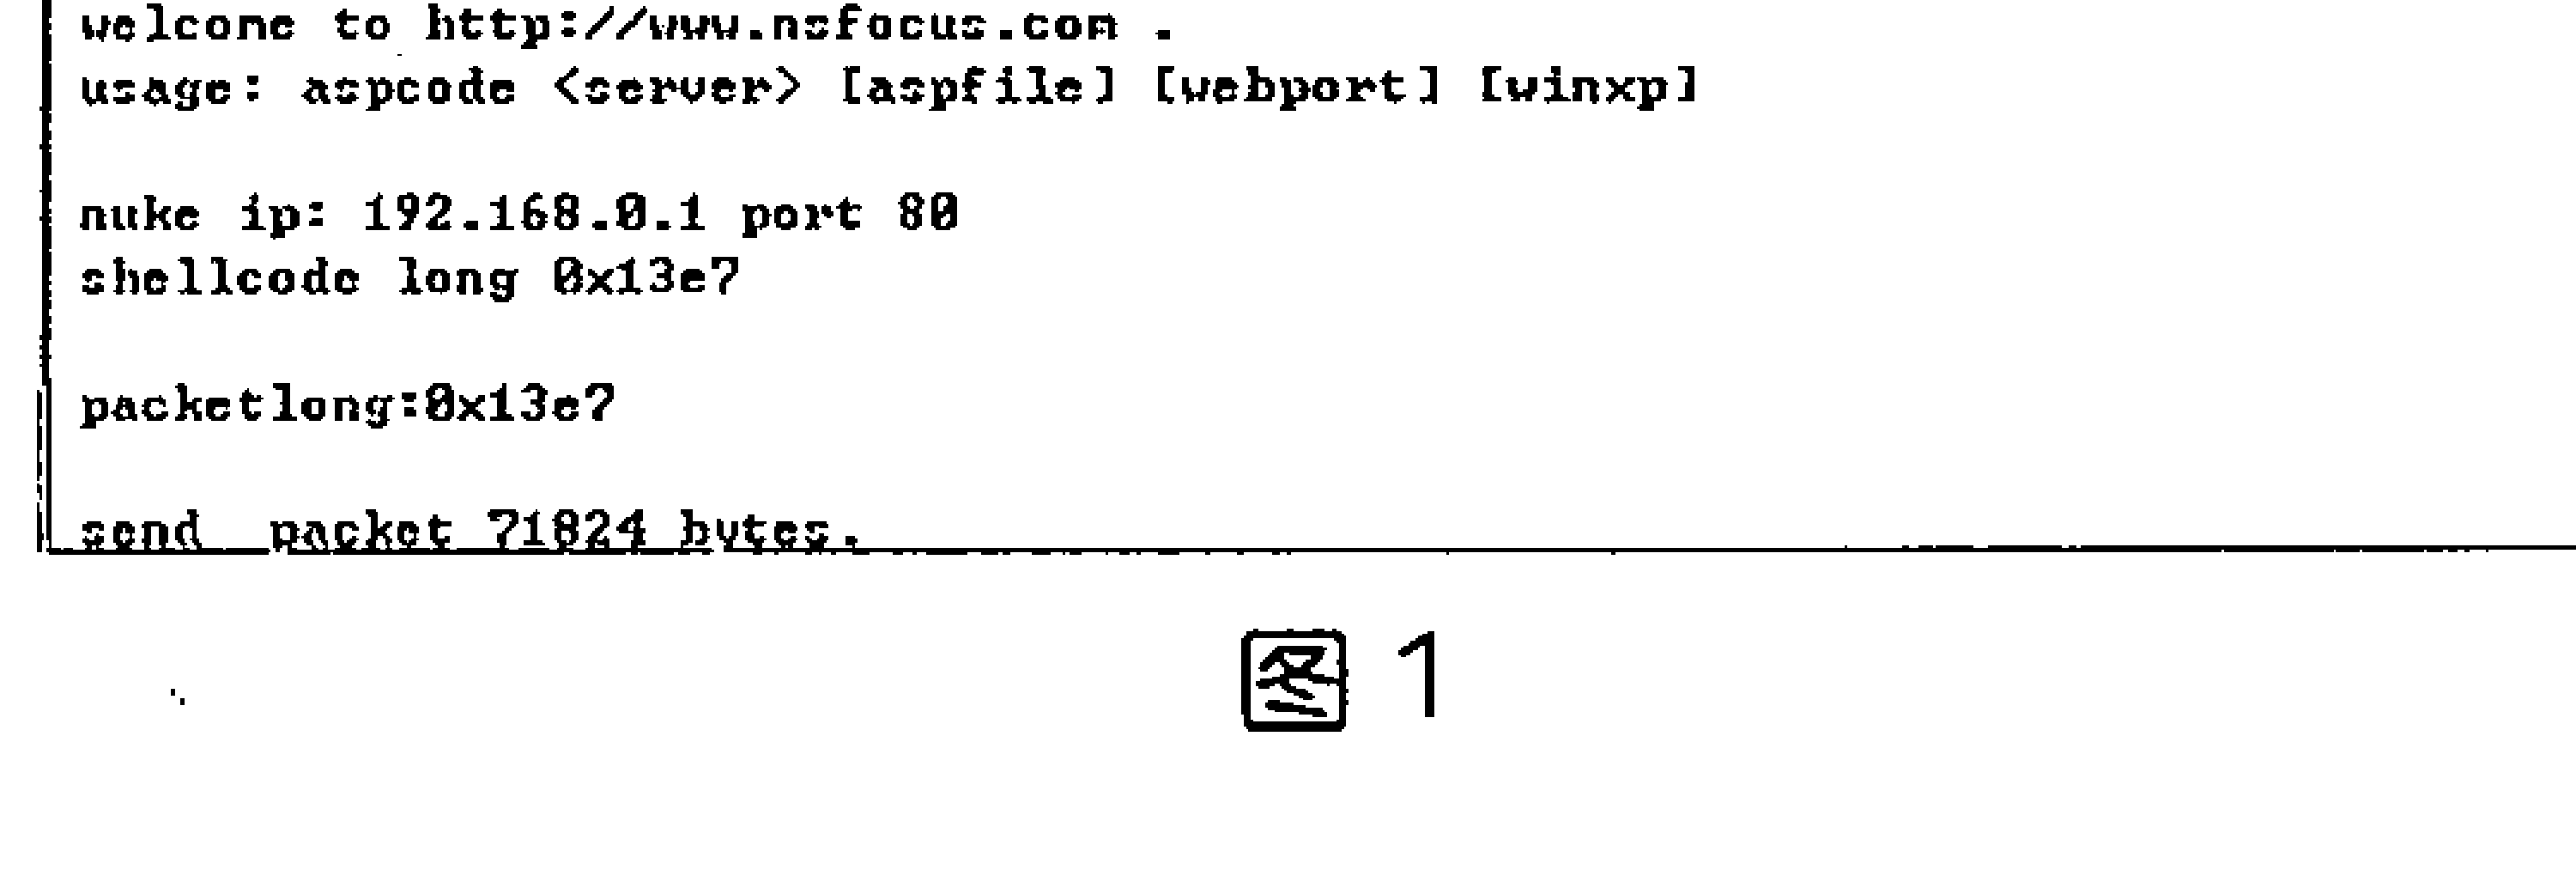 welcome to http://www.nsfocus.com .
usage: aspcode <server> [aspfile] [webport] [winxp]
nuke ip: 192.168.0.1 port 80
shellcode long 0x13e7
packetlong:0x13e7
send  packet 71824 bytes.
图 1